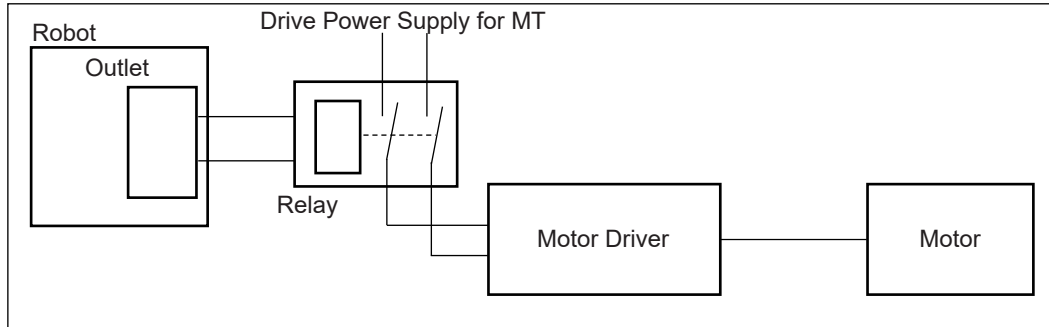 Drive Power Supply for MT
Robot
Outlet
Relay
Motor Driver
Motor